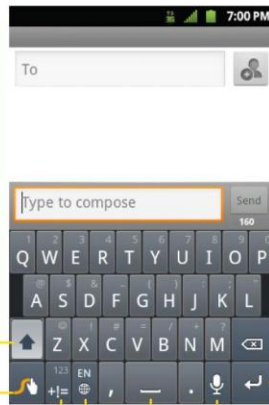 7:00 PM
To
Type to compose
Send
160
1 2 3 4 5 6 7 8 9 0
Q W E R T Y U I O P
A S D F G H J K L
Z X C V B N M
123 EN
+!= , .